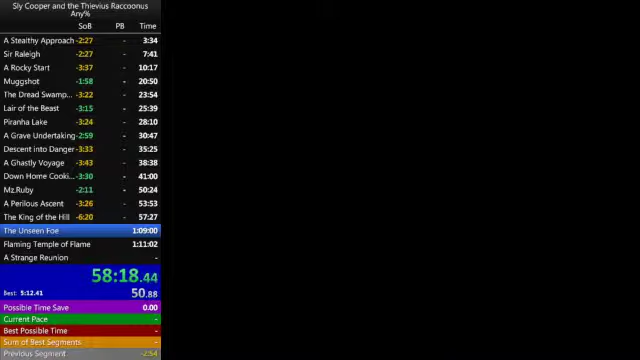 Sly Cooper and the Thievius Raccoonus
Any%
SoB PB Time
A Stealthy Approach -2:27 - 3:34
Sir Raleigh -2:27 - 7:41
A Rocky Start -3:37 - 10:17
Muggshot -1:58 - 20:50
The Dread Swamp... -3:22 - 23:54
Lair of the Beast -3:15 - 25:39
Piranha Lake -3:24 - 28:10
A Grave Undertaking -2:59 - 30:47
Descent into Danger -3:33 - 35:25
A Ghastly Voyage -3:43 - 38:38
Down Home Cooki... -3:30 - 41:00
Mz.Ruby -2:11 - 50:24
A Perilous Ascent -3:26 - 53:53
The King of the Hill -6:20 - 57:27
The Unseen Foe 1:09:00
Flaming Temple of Flame 1:11:02
A Strange Reunion -
58:18.44
Best: 5:12.41 50.88
Possible Time Save 0.00
Current Pace -
Best Possible Time -
Sum of Best Segments -
Previous Segment -2:54